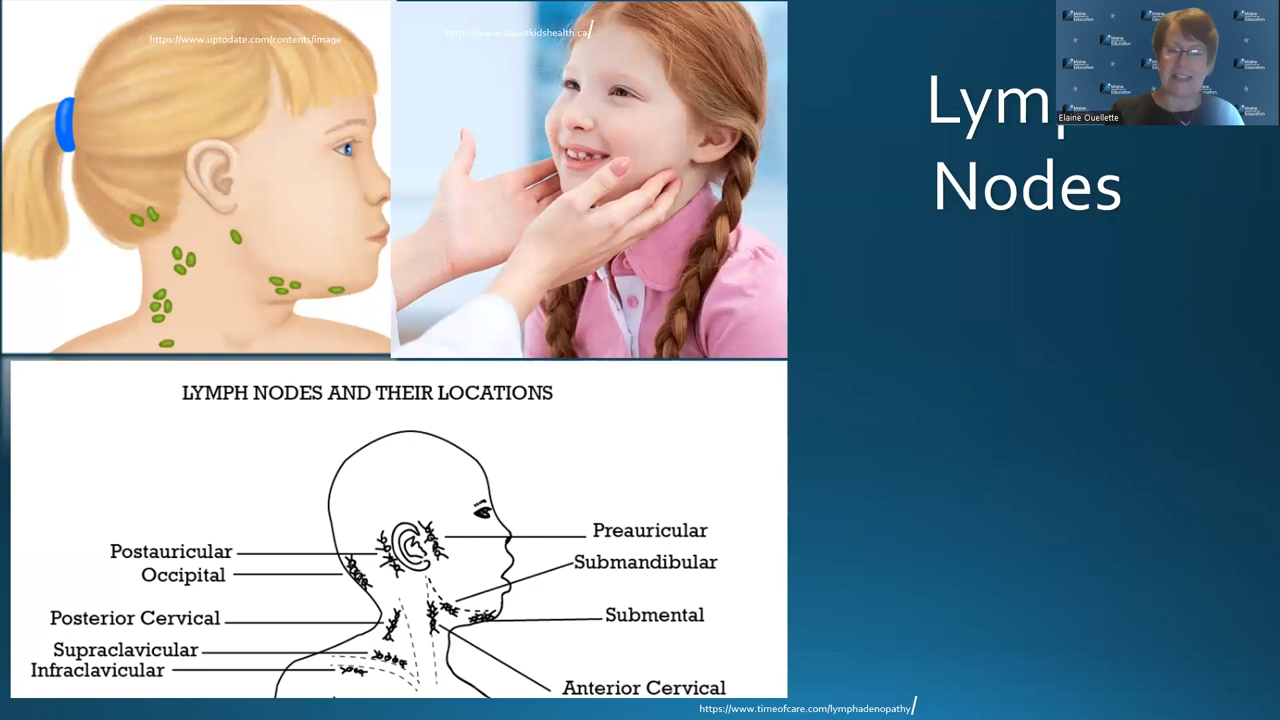 https://www.uptodate.com/contents/image
https://www.aboutkidshealth.ca/
Lym
Nodes
Elaine Ouellette
LYMPH NODES AND THEIR LOCATIONS
Postauricular
Occipital
Posterior Cervical
Supraclavicular
Infraclavicular
Preauricular
Submandibular
Submental
Anterior Cervical
https://www.timeofcare.com/lymphadenopathy/